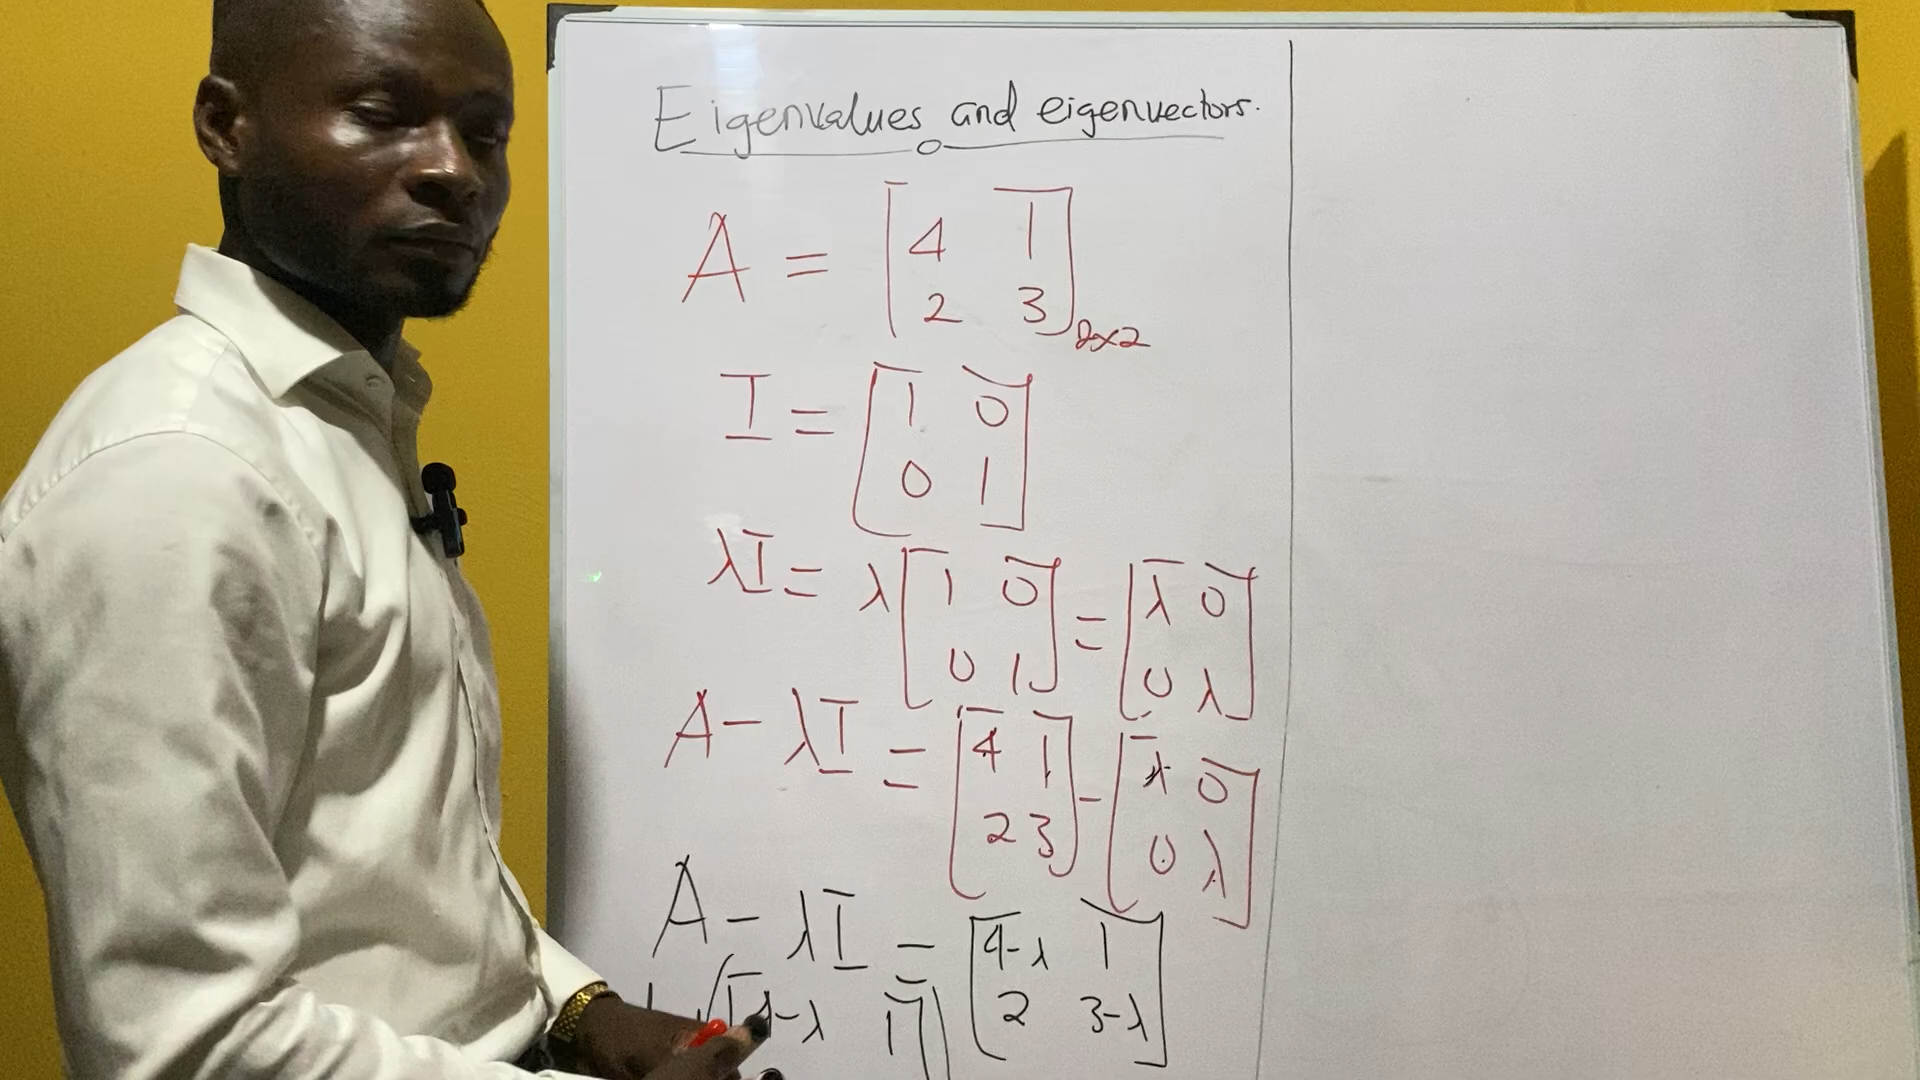 Eigenvalues and eigenvectors.
A = [4 1
2 3]2x2
I = [1 0
0 1]
λI = λ[1 0 = [λ 0
0 1] 0 λ]
A - λI = [4 1 - [λ 0
2 3] 0 λ]
A - λI = [4-λ 1
2 3-λ]
([4-λ 1])